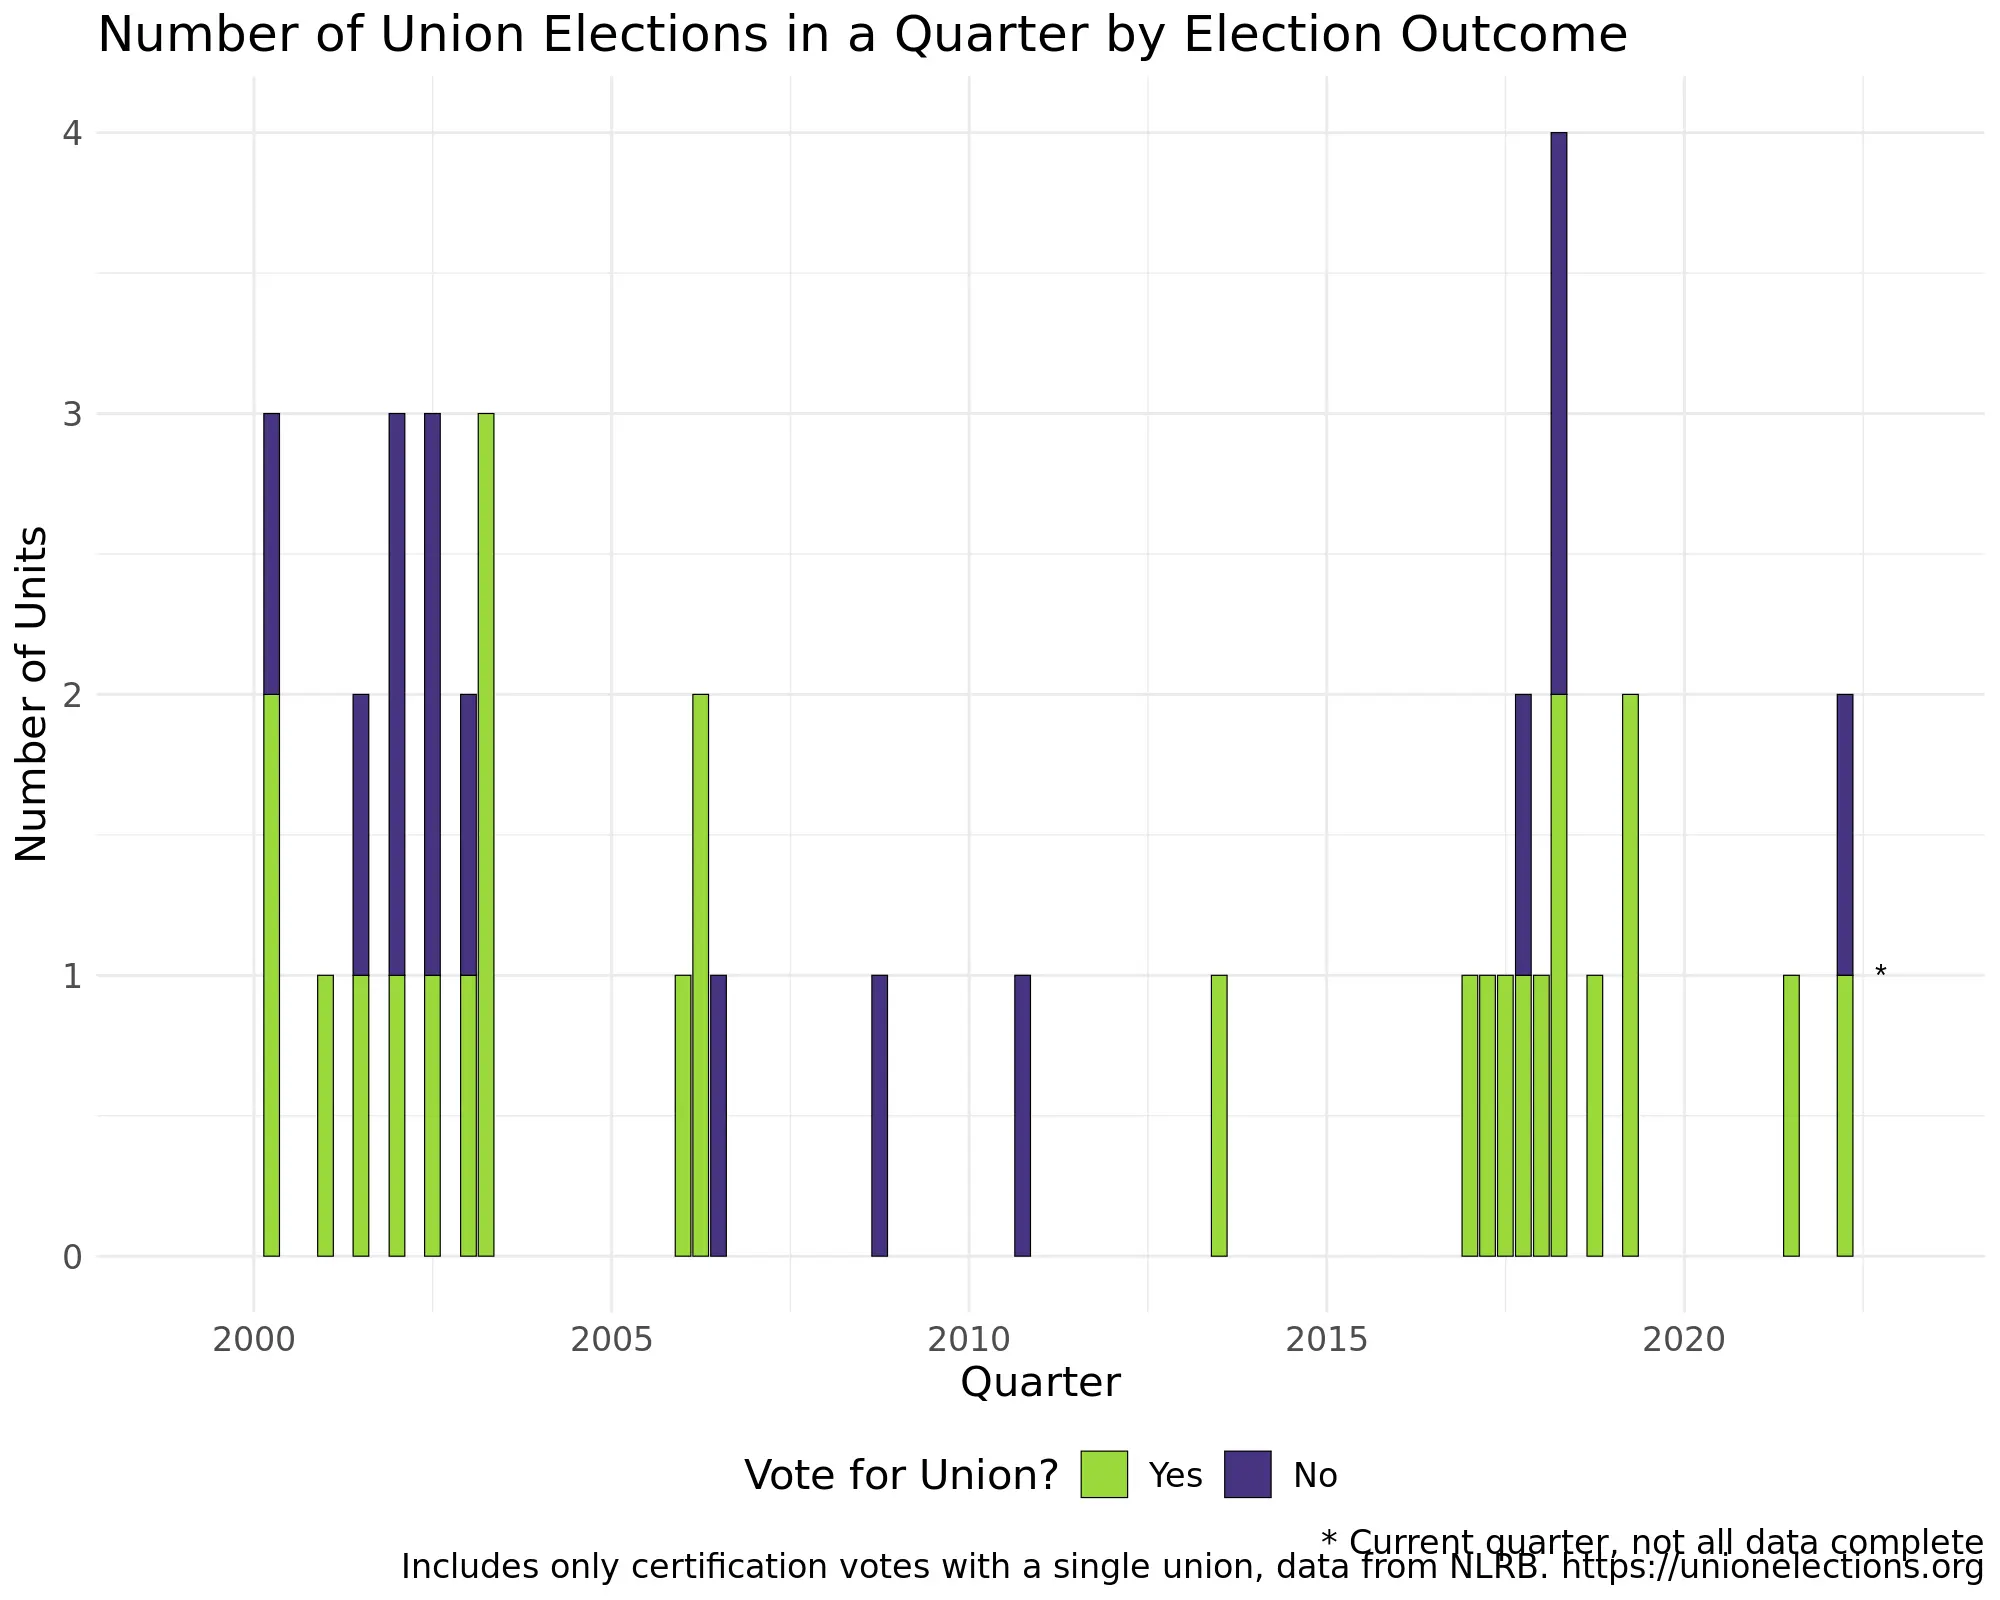 Number of Union Elections in a Quarter by Election Outcome
Number of Units
4
3
2
1
0
*
2000 2005 2010 2015 2020
Quarter
Vote for Union? Yes No
* Current quarter, not all data complete
Includes only certification votes with a single union, data from NLRB. https://unionelections.org